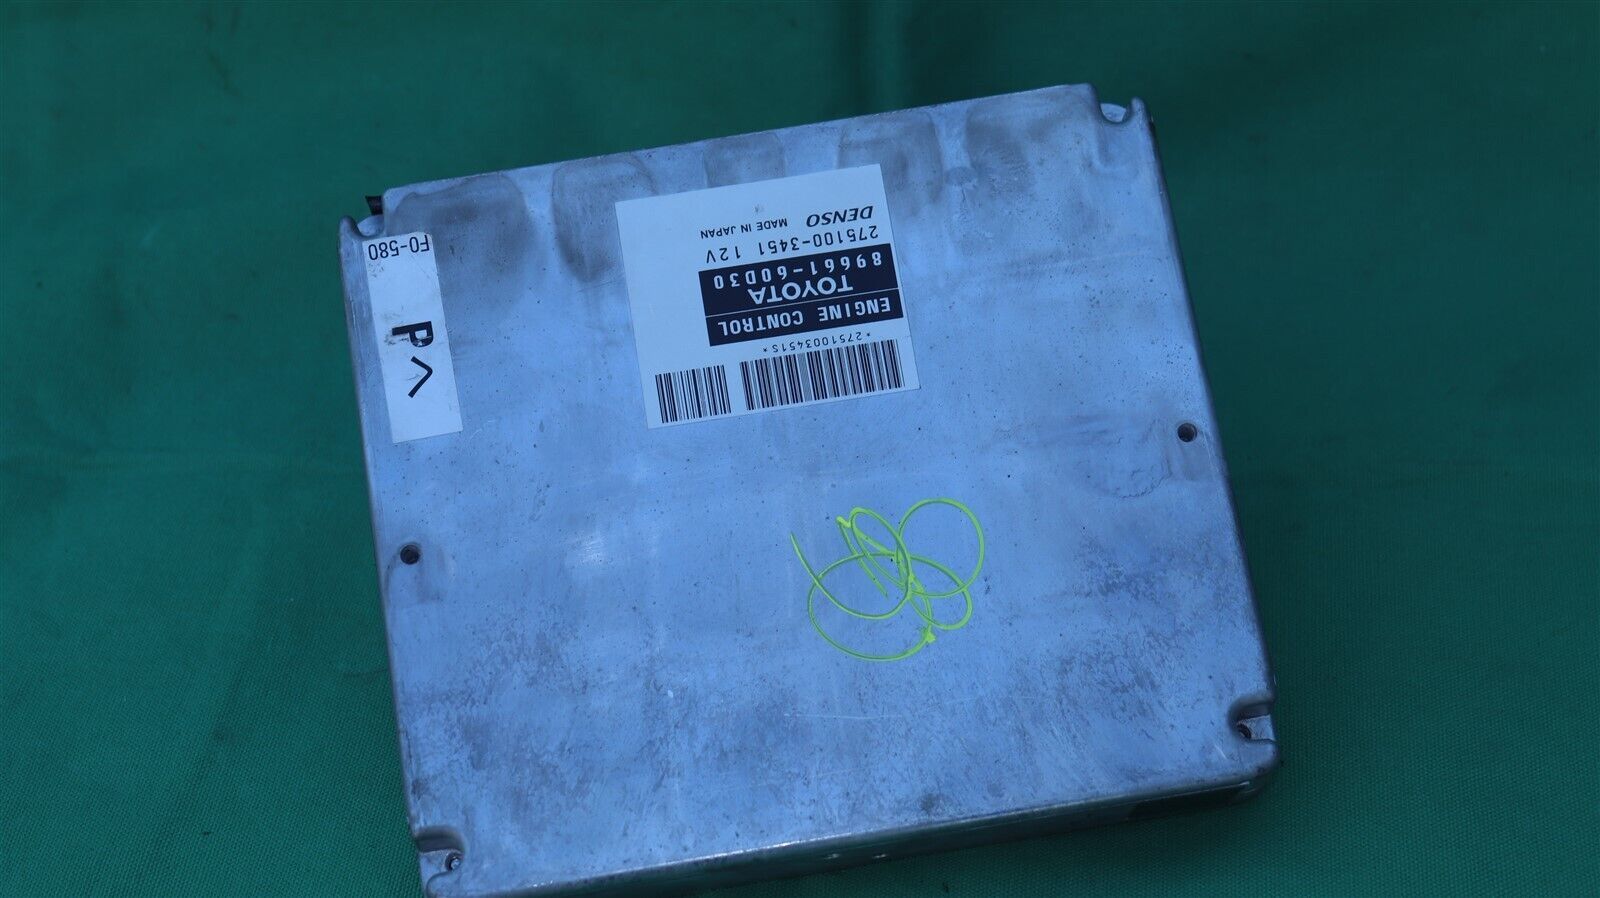 *2751003451S*
ENGINE CONTROL
TOYOTA
89661-60D30
275100-3451 12V
DENSO MADE IN JAPAN
P<
F0-580